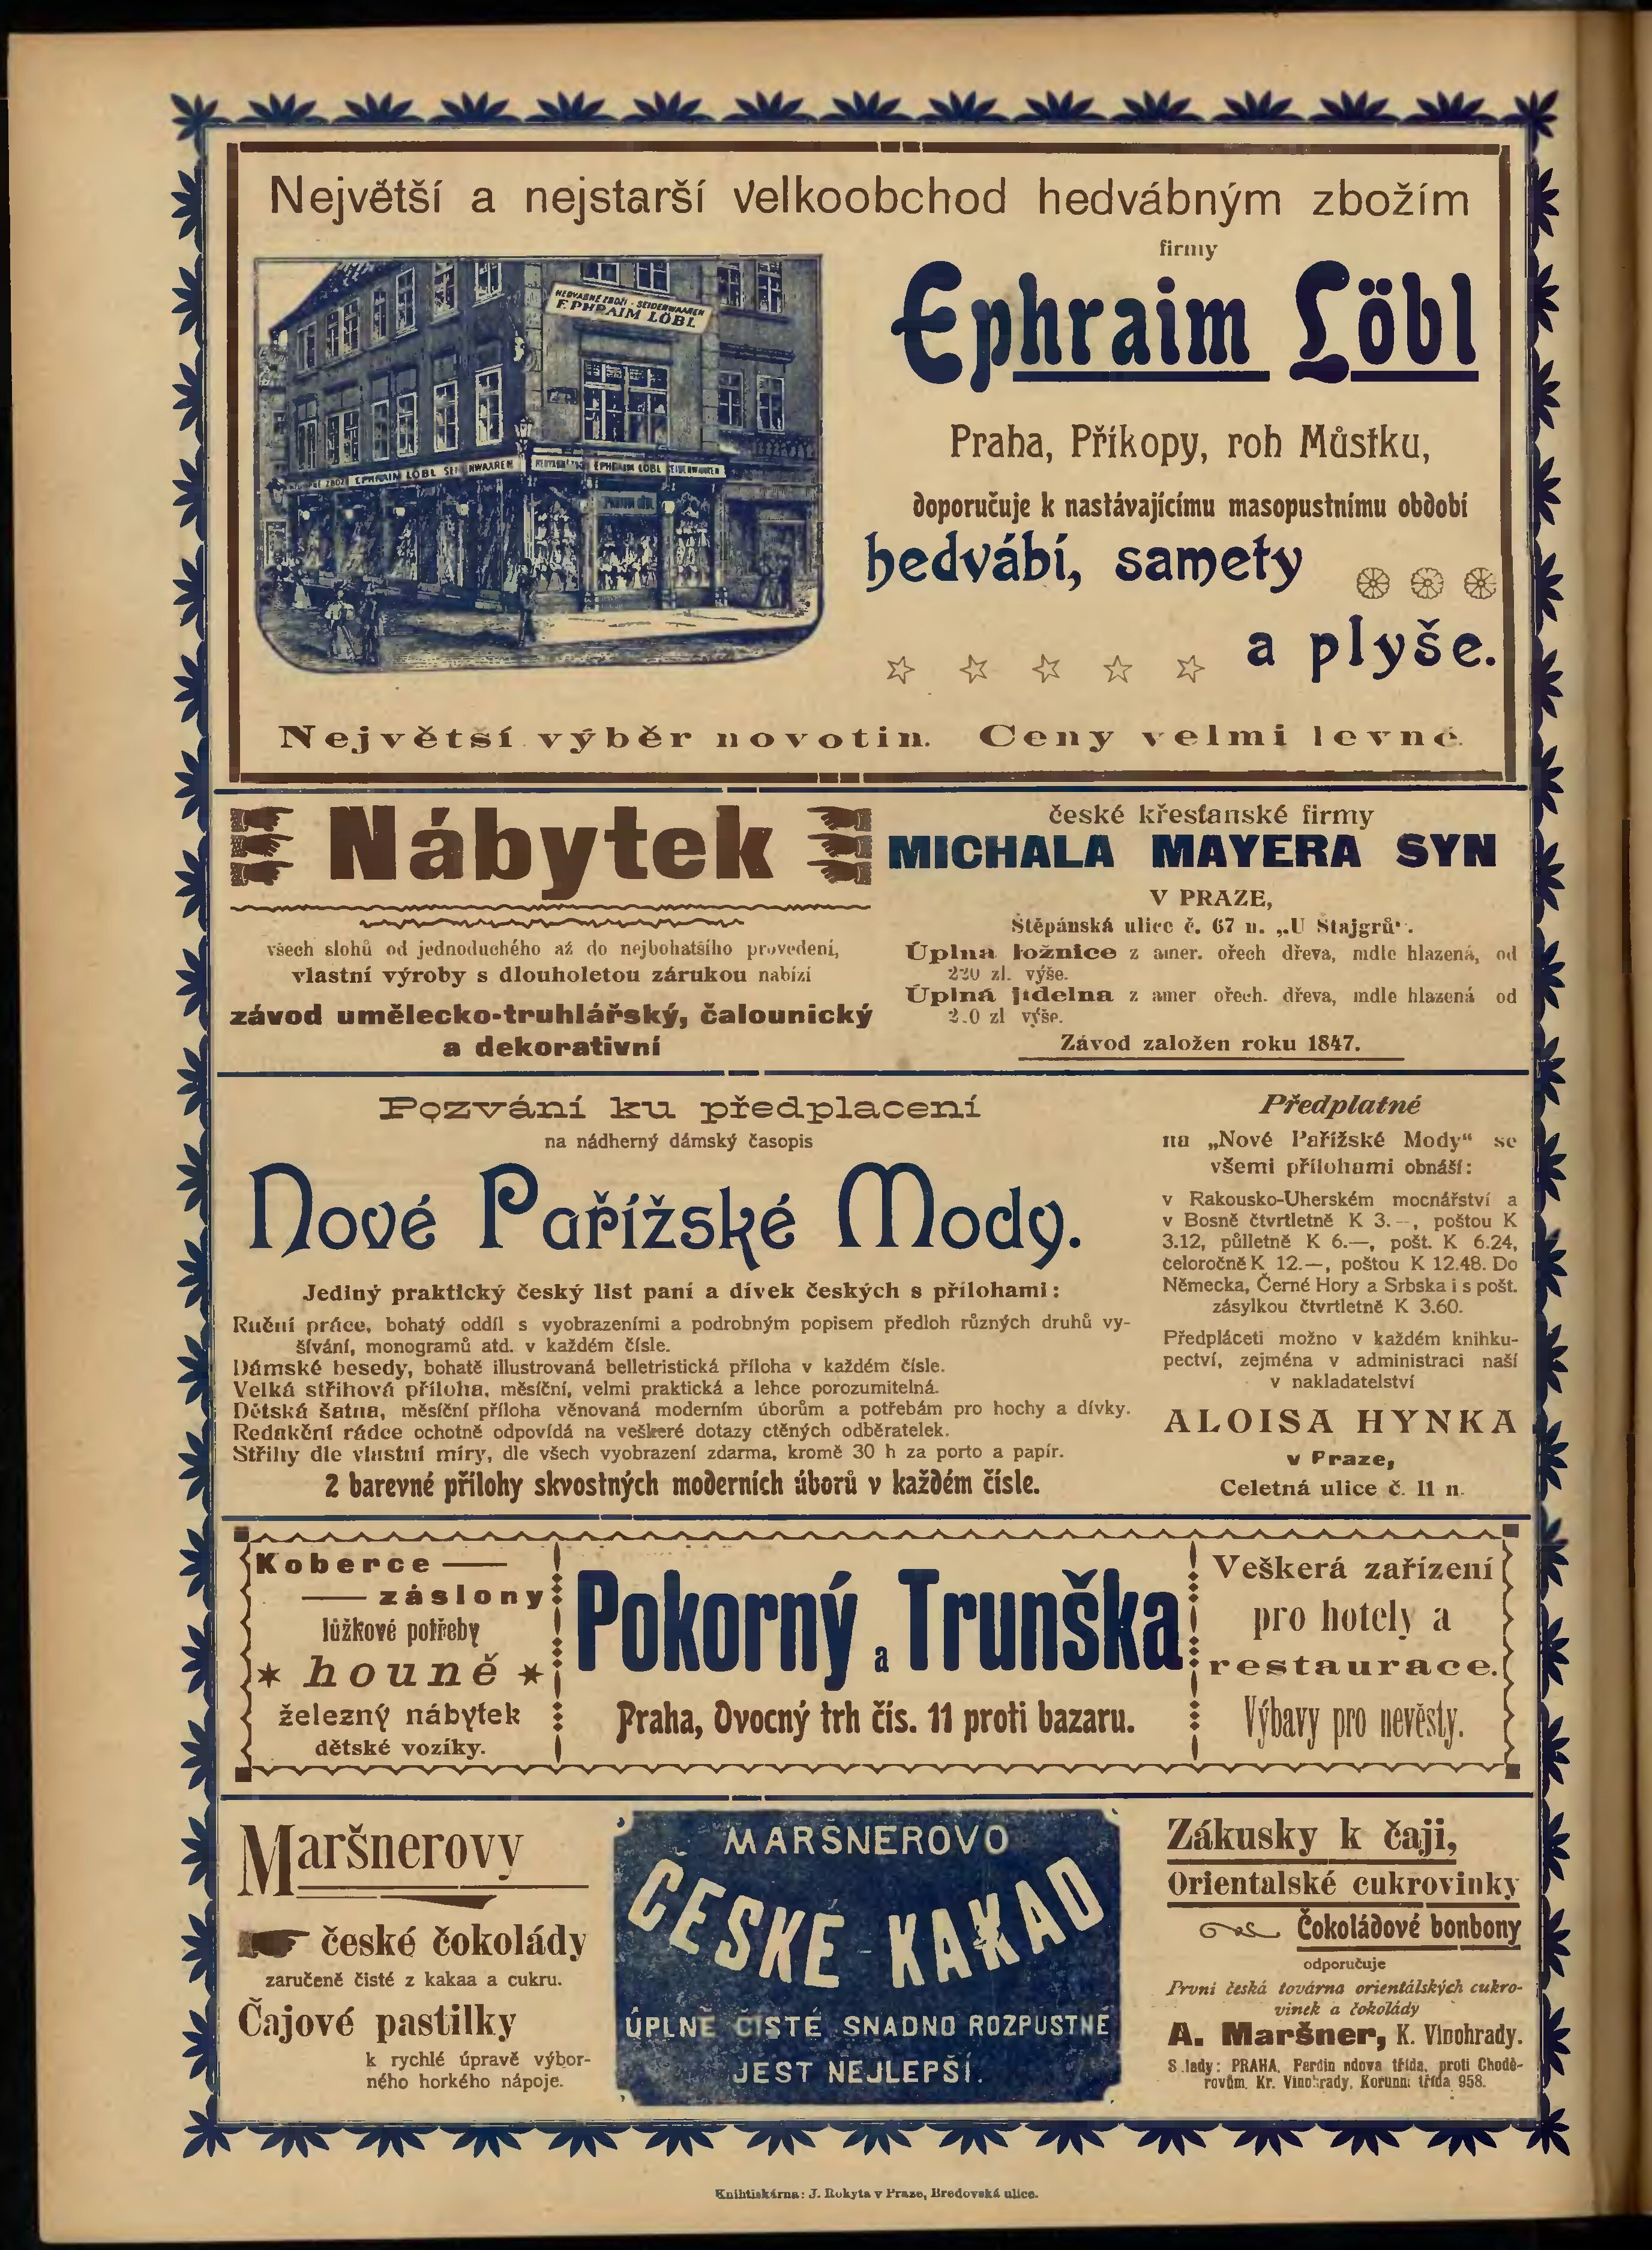 Největší a nejstarší velkoobchod hedvábným zbožím
firmy
Ephraim Löbl
HEDVÁBNÉ ZBOŽÍ - SEIDENWAAREN
EPHRAIM LÖBL
ZBOŽÍ EPHRAIM LÖBL SEIDENWAAREN
EPHRAIM LÖBL SEIDENWAAREN
Praha, Příkopy, roh Můstku,
doporučuje k nastávajícímu masopustnímu období
hedvábí, samety
a plyše.
Největší výběr novotin. Ceny velmi levné.
Nábytek
všech slohů od jednoduchého až do nejbohatšího provedení,
vlastní výroby s dlouholetou zárukou nabízí
závod umělecko-truhlářský, čalounický
a dekorativní
české křesťanské firmy
MICHALA MAYERA SYN
V PRAZE,
Štěpánská ulice č. 67 n. „U Štajgrů“.
Úplná ložnice z amer. ořech dřeva, mdle hlazená, od
220 zl. výše.
Úplná jídelna z amer ořech. dřeva, mdle hlazená od
zl výše.
Závod založen roku 1847.
Pozvání ku předplacení
na nádherný dámský časopis
Nové Pařížské Mody.
Jediný praktický český list paní a dívek českých s přílohami:
Ruční práce, bohatý oddíl s vyobrazeními a podrobným popisem předloh různých druhů vy-
šívání, monogramů atd. v každém čísle.
Dámské besedy, bohatě illustrovaná belletristická příloha v každém čísle.
Velká střihová příloha, měsíční, velmi praktická a lehce porozumitelná.
Dětská šatna, měsíční příloha věnovaná moderním úborům a potřebám pro hochy a dívky.
Redakční rádce ochotně odpovídá na veškeré dotazy ctěných odběratelek.
Střihy dle vlastní míry, dle všech vyobrazení zdarma, kromě 30 h za porto a papír.
2 barevné přílohy skvostných moderních úborů v každém čísle.
Předplatné
na „Nové Pařížské Mody“ se
všemi přílohami obnáší:
v Rakousko-Uherském mocnářství a
v Bosně čtvrtletně K 3.—, poštou K
3.12, půlletně K 6.—, pošt. K 6.24,
celoročně K 12.—, poštou K 12.48. Do
Německa, Černé Hory a Srbska i s pošt.
zásylkou čtvrtletně K 3.60.
Předpláceti možno v každém knihku-
pectví, zejména v administraci naší
v nakladatelství
ALOISA HYNKA
v Praze,
Celetná ulice č. 11 n.
Koberce
záslony
lůžkové potřeby
houně
železný nábytek
dětské vozíky.
Pokorný a Trunška
Praha, Ovocný trh čís. 11 proti bazaru.
Veškerá zařízení
pro hotely a
restaurace.
Výbavy pro nevěsty.
Maršnerovy
české čokolády
zaručeně čisté z kakaa a cukru.
Čajové pastilky
k rychlé úpravě výbor-
ného horkého nápoje.
MARŠNEROVO
ČESKÉ - KAKAO
ÚPLNĚ ČISTÉ SNADNO ROZPUSTNÉ
JEST NEJLEPŠÍ.
Zákusky k čaji,
Orientalské cukrovinky
Čokoládové bonbony
odporučuje
První česká továrna orientálských cukro-
vinek a čokolády
A. Maršner, K. Vinohrady.
Sklady: PRAHA, Ferdinandova třída, proti Chodě-
rovům, Kr. Vinohrady, Korunní třída 958.
Knihtiskárna: J. Rokyta v Praze, Bredovská ulice.